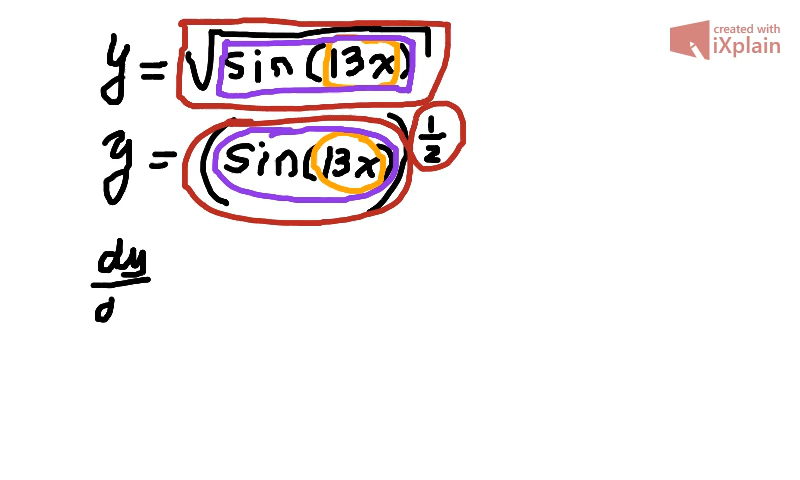 created with
iXplain
y = √sin(13x)
y = (sin(13x))^(1/2)
dy/d